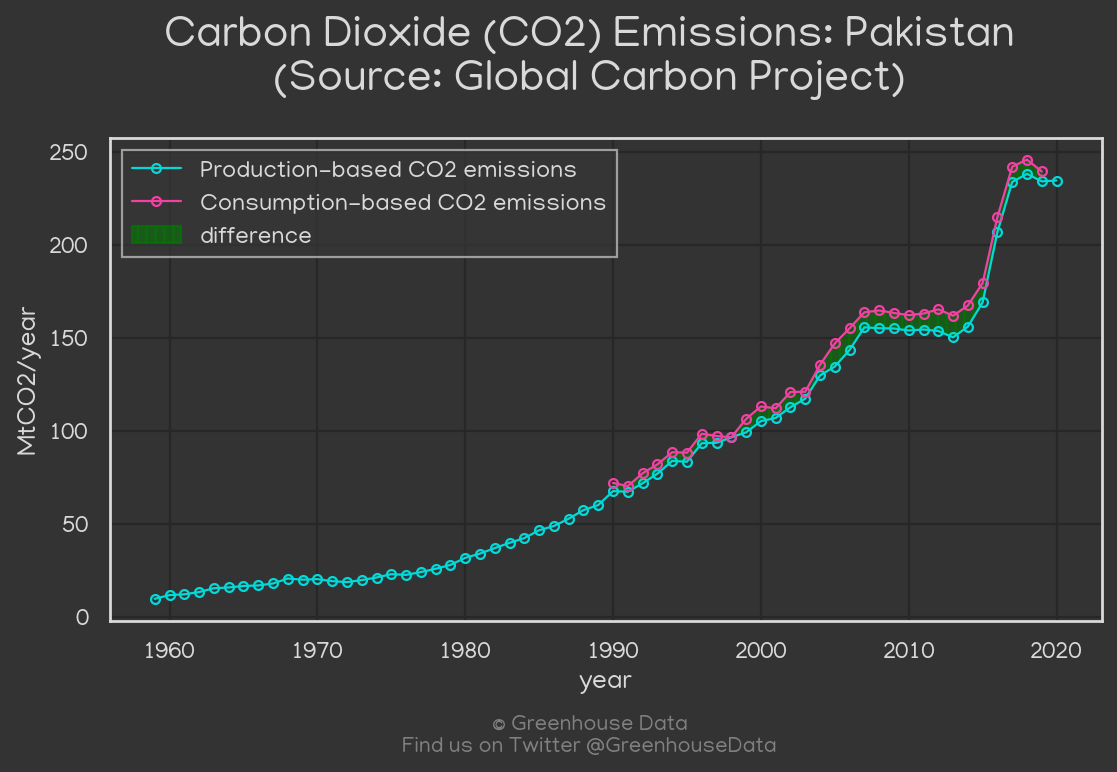 Carbon Dioxide (CO2) Emissions: Pakistan
(Source: Global Carbon Project)
250
200
150
100
50
0
MtCO2/year
Production-based CO2 emissions
Consumption-based CO2 emissions
difference
1960 1970 1980 1990 2000 2010 2020
year
© Greenhouse Data
Find us on Twitter @GreenhouseData